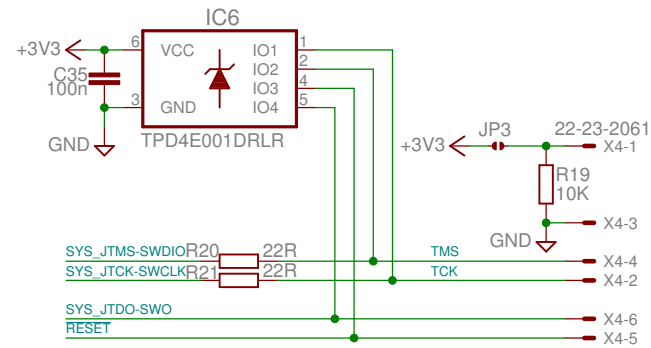 IC6
+3V3
6
VCC
IO1
1
IO2
2
C35
100n
IO3
4
3
GND
IO4
5
GND
TPD4E001DRLR
JP3
22-23-2061
+3V3
X4-1
R19
10K
X4-3
GND
SYS_JTMS-SWDIO
R20
22R
TMS
X4-4
SYS_JTCK-SWCLK
R21
22R
TCK
X4-2
SYS_JTDO-SWO
X4-6
RESET
X4-5